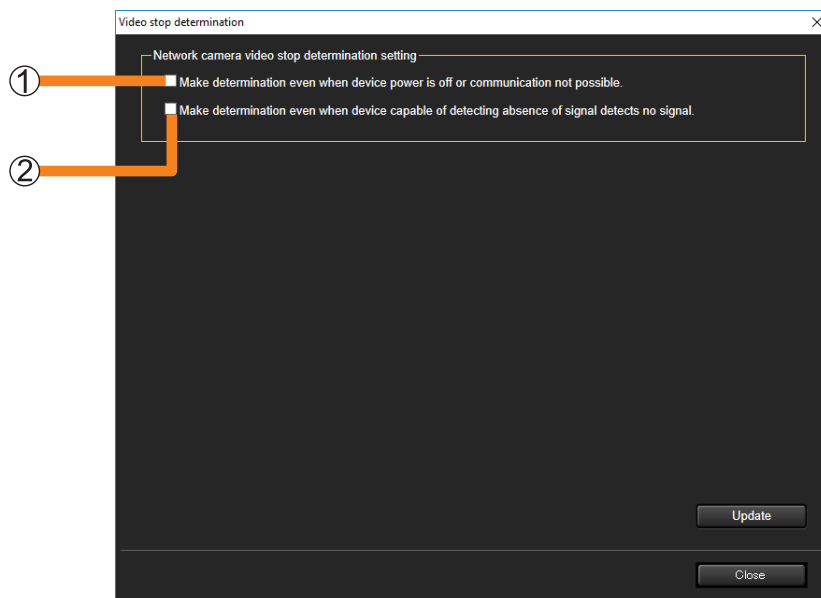 Video stop determination
Network camera video stop determination setting
① Make determination even when device power is off or communication not possible.
Make determination even when device capable of detecting absence of signal detects no signal.
②
Update
Close